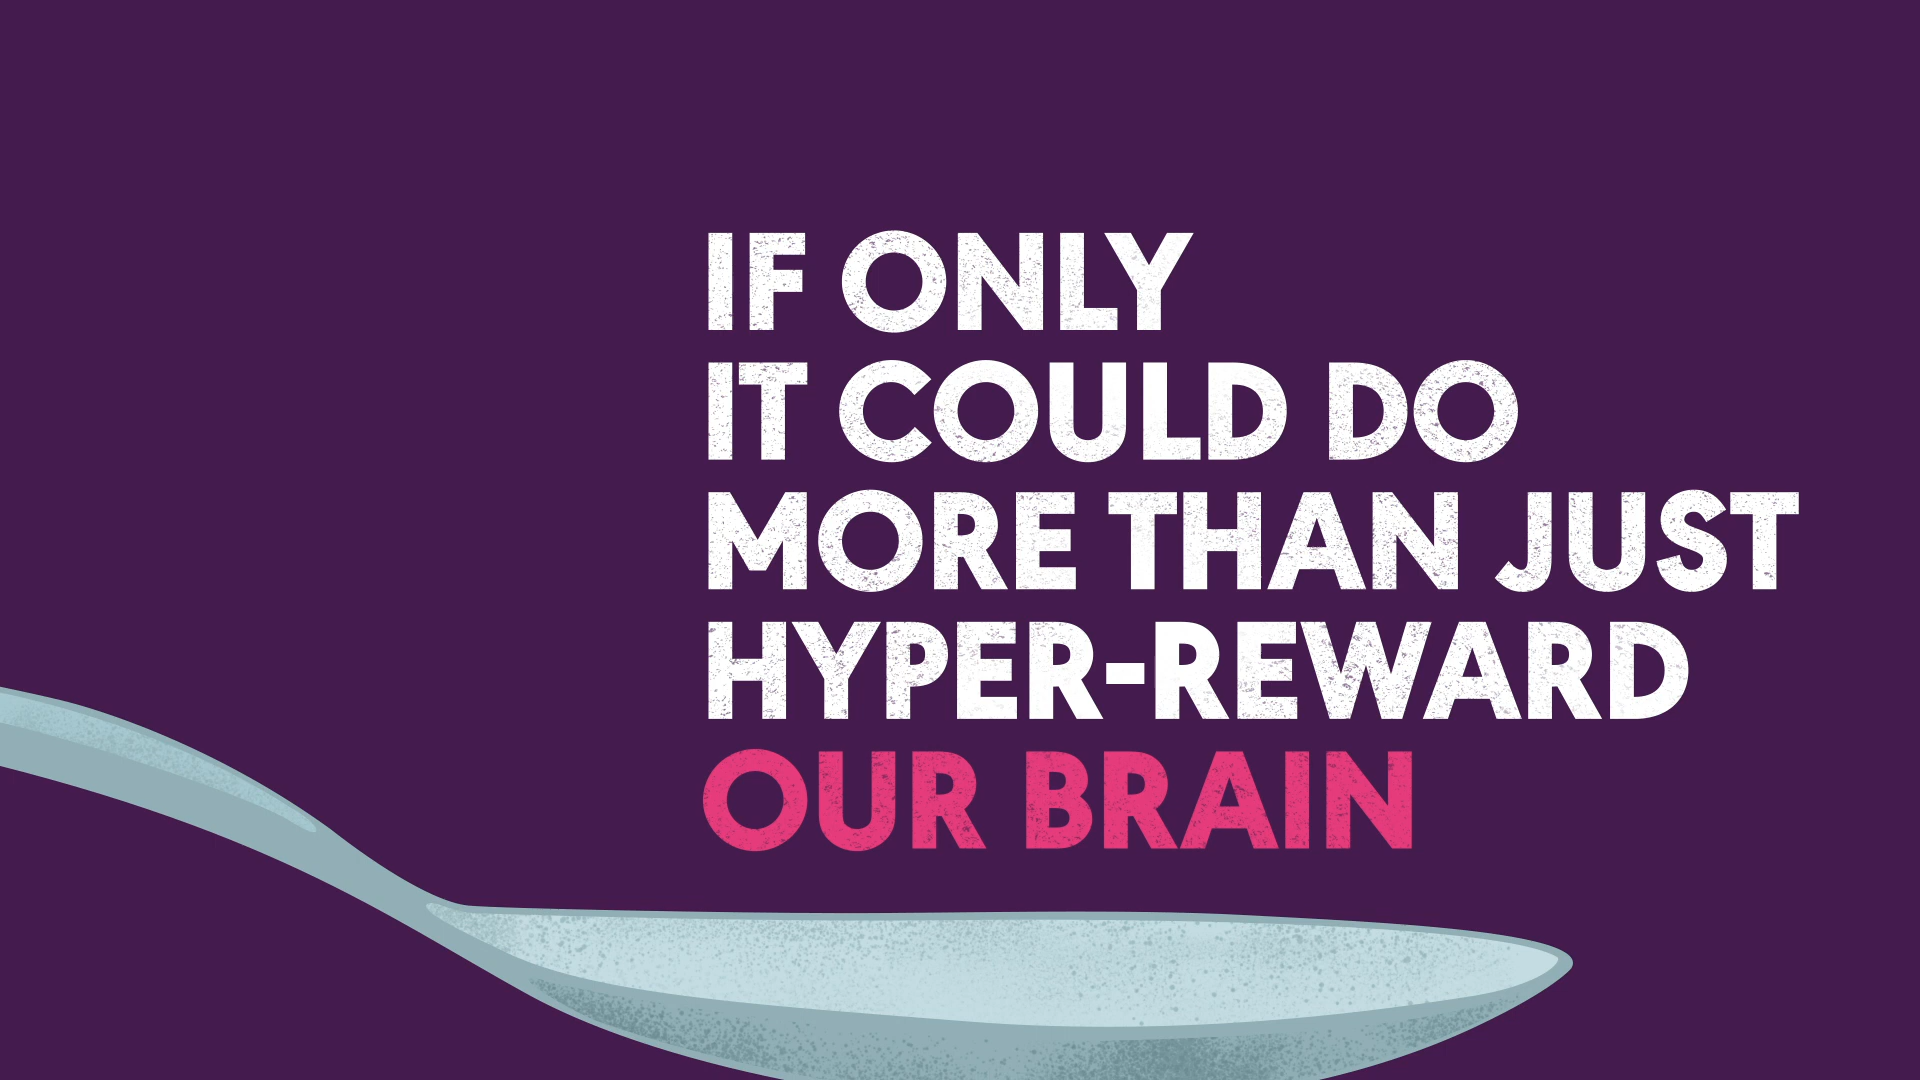 IF ONLY
IT COULD DO
MORE THAN JUST
HYPER-REWARD
OUR BRAIN